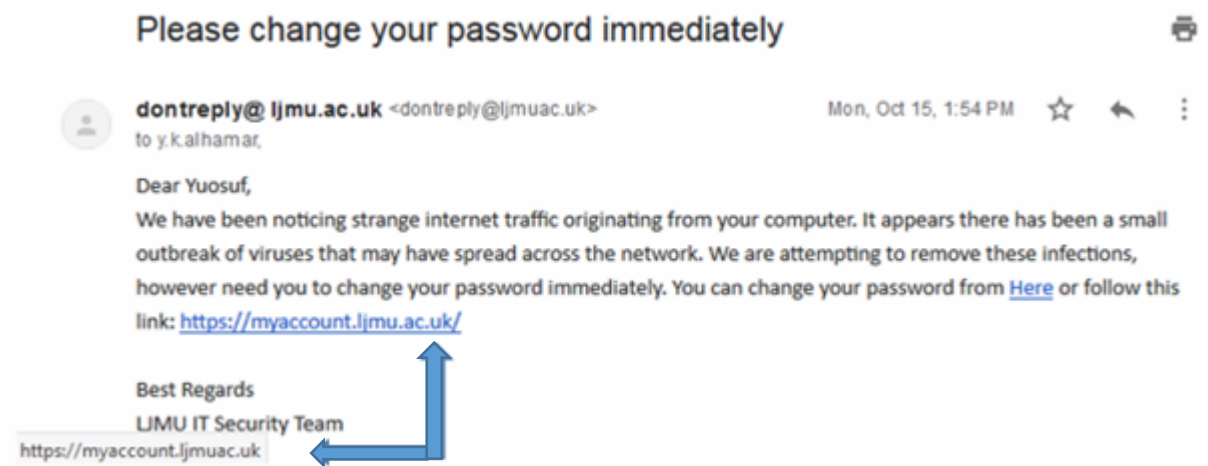 Please change your password immediately
dontreply@ ljmu.ac.uk <dontreply@ljmuac.uk> Mon, Oct 15, 1:54 PM
to y.k.alhamar,
Dear Yuosuf,
We have been noticing strange internet traffic originating from your computer. It appears there has been a small
outbreak of viruses that may have spread across the network. We are attempting to remove these infections,
however need you to change your password immediately. You can change your password from Here or follow this
link: https://myaccount.ljmu.ac.uk/
Best Regards
LJMU IT Security Team
https://myaccount.ljmuac.uk